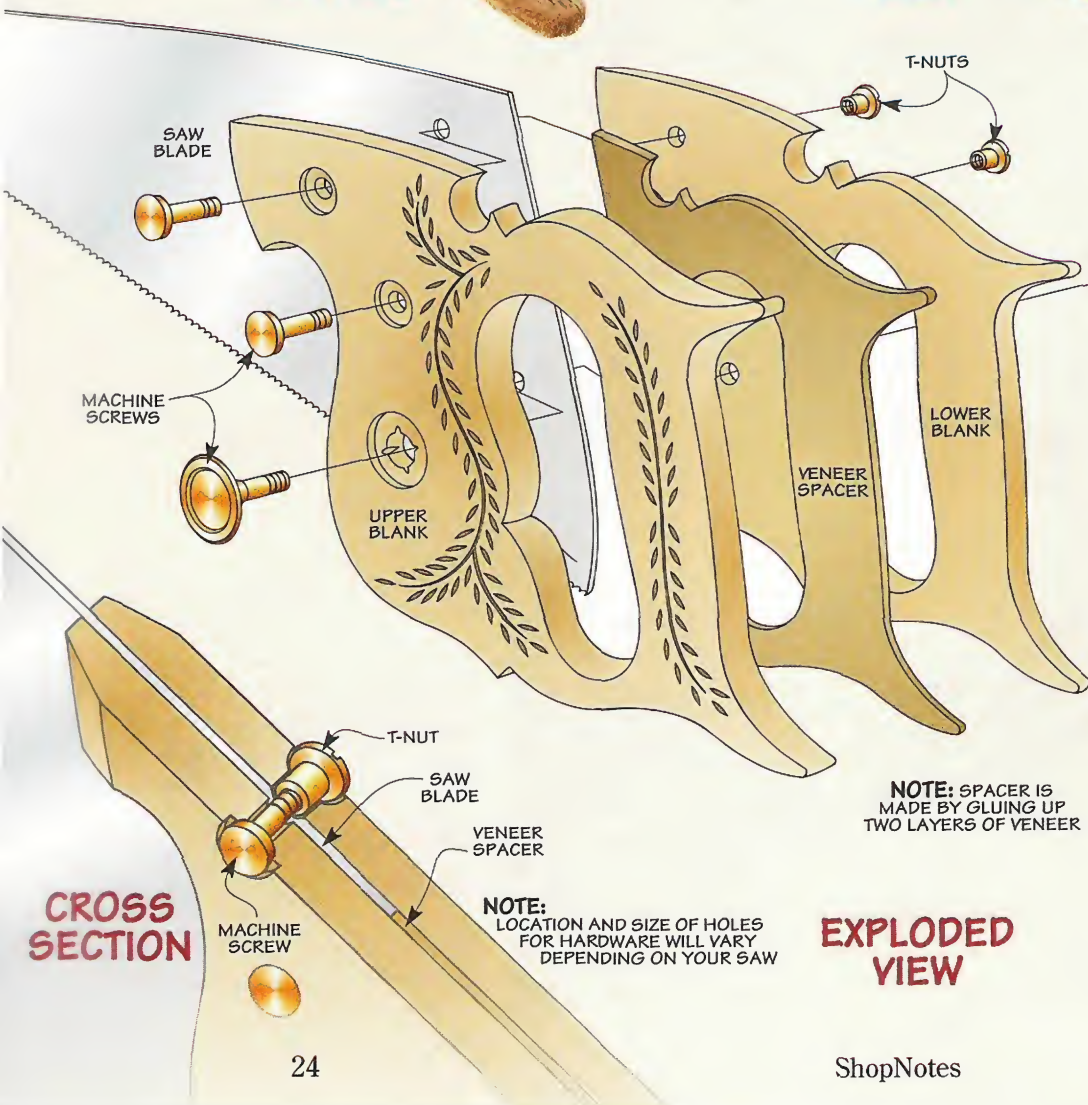 T-NUTS
SAW
BLADE
MACHINE
SCREWS
UPPER
BLANK
LOWER
BLANK
VENEER
SPACER
T-NUT
SAW
BLADE
VENEER
SPACER
NOTE: SPACER IS
MADE BY GLUING UP
TWO LAYERS OF VENEER
CROSS
SECTION
MACHINE
SCREW
NOTE:
LOCATION AND SIZE OF HOLES
FOR HARDWARE WILL VARY
DEPENDING ON YOUR SAW
EXPLODED
VIEW
24
ShopNotes